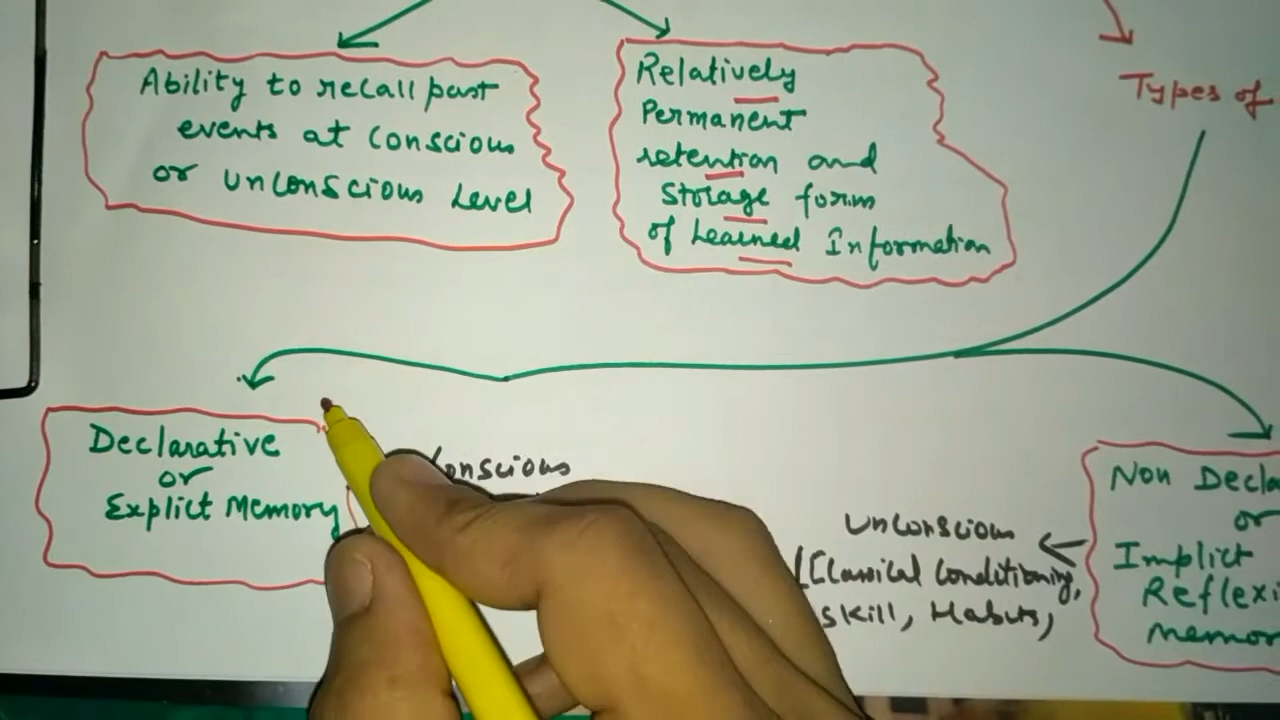 Ability to recall past
events at conscious
or unconscious Level
Relatively
Permanent
retention and
Storage form
of Learned Information
Types of
Declarative
or
Explict Memory
Conscious
Unconscious
[Classical Conditioning,
skill, Habits,
Non Decla
or
Implict
Reflexi
memor